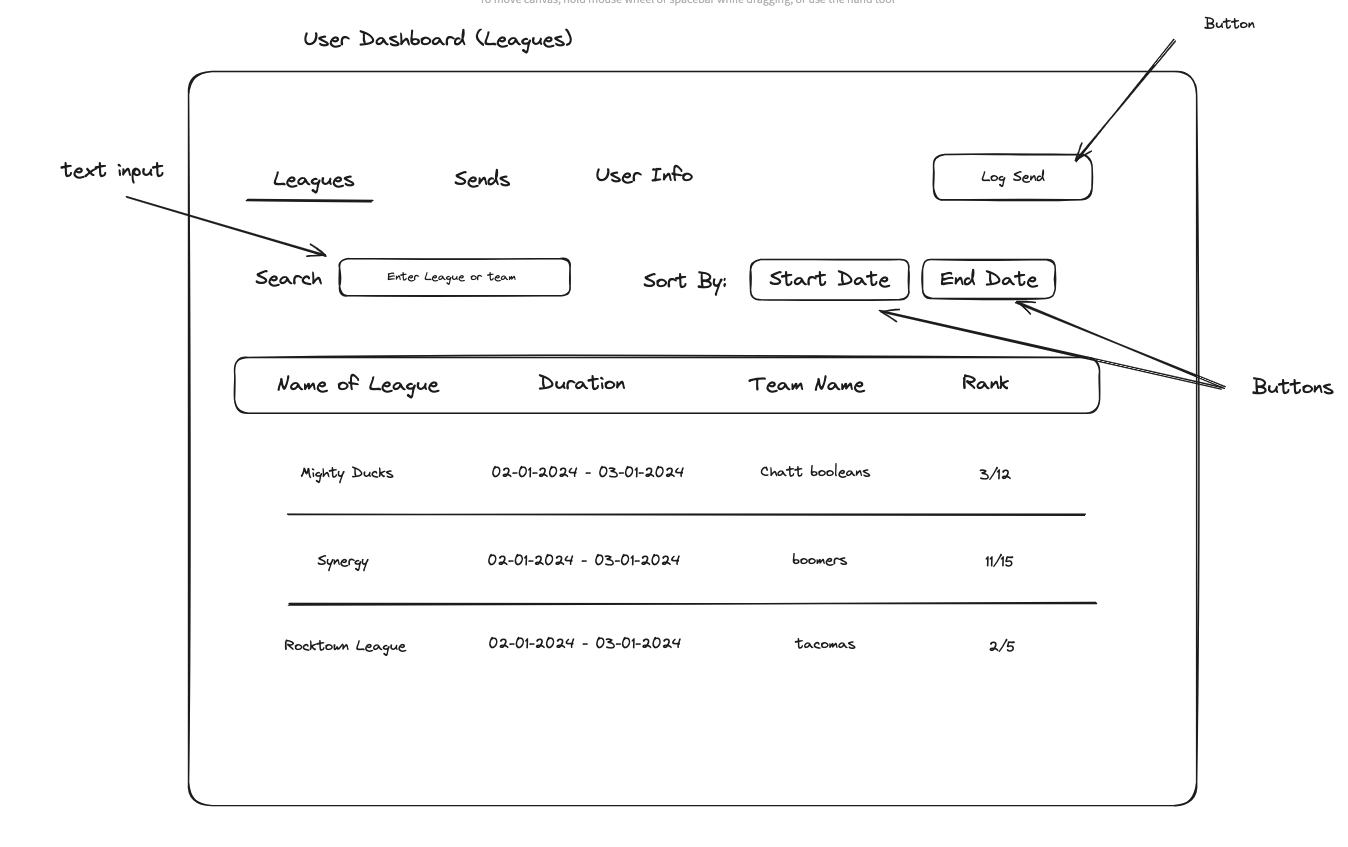 To move canvas, hold mouse wheel or spacebar while dragging, or use the hand tool
User Dashboard (Leagues)
Button
text input
Leagues
Sends
User Info
Log Send
Search
Enter League or team
Sort By:
Start Date
End Date
Buttons
Name of League
Duration
Team Name
Rank
Mighty Ducks
02-01-2024 - 03-01-2024
Chatt booleans
3/12
Synergy
02-01-2024 - 03-01-2024
boomers
11/15
Rocktown League
02-01-2024 - 03-01-2024
tacomas
2/5